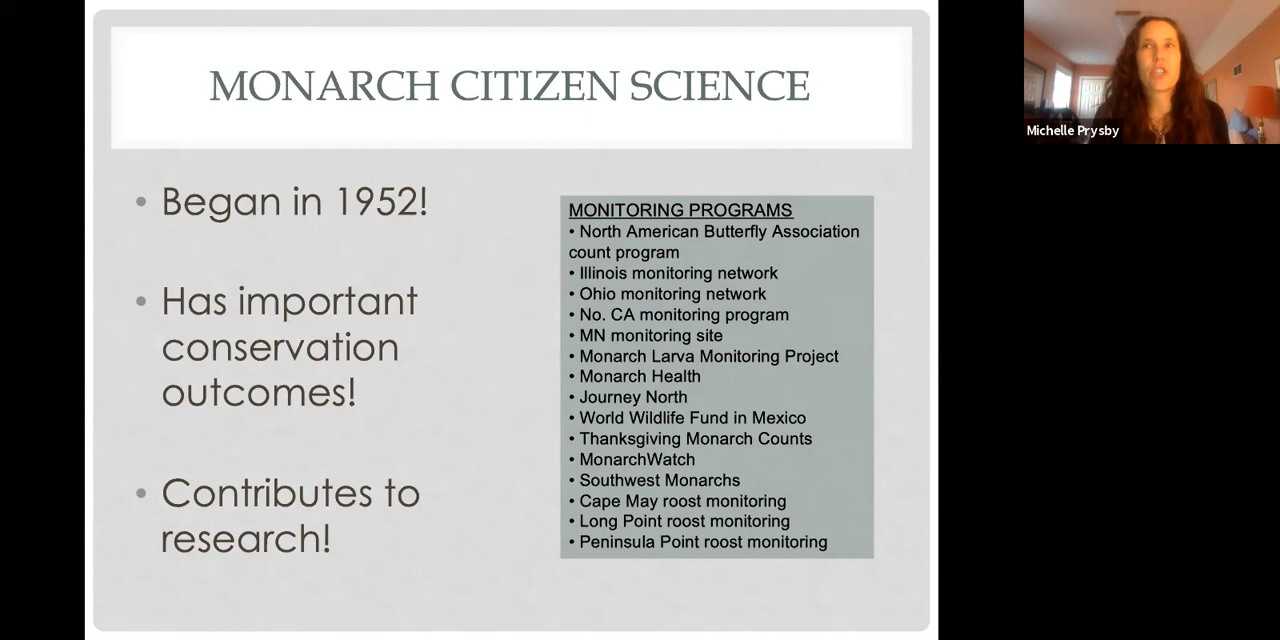 MONARCH CITIZEN SCIENCE
• Began in 1952!
• Has important
conservation
outcomes!
• Contributes to
research!
MONITORING PROGRAMS
• North American Butterfly Association
count program
• Illinois monitoring network
• Ohio monitoring network
• No. CA monitoring program
• MN monitoring site
• Monarch Larva Monitoring Project
• Monarch Health
• Journey North
• World Wildlife Fund in Mexico
• Thanksgiving Monarch Counts
• MonarchWatch
• Southwest Monarchs
• Cape May roost monitoring
• Long Point roost monitoring
• Peninsula Point roost monitoring
Michelle Prysby